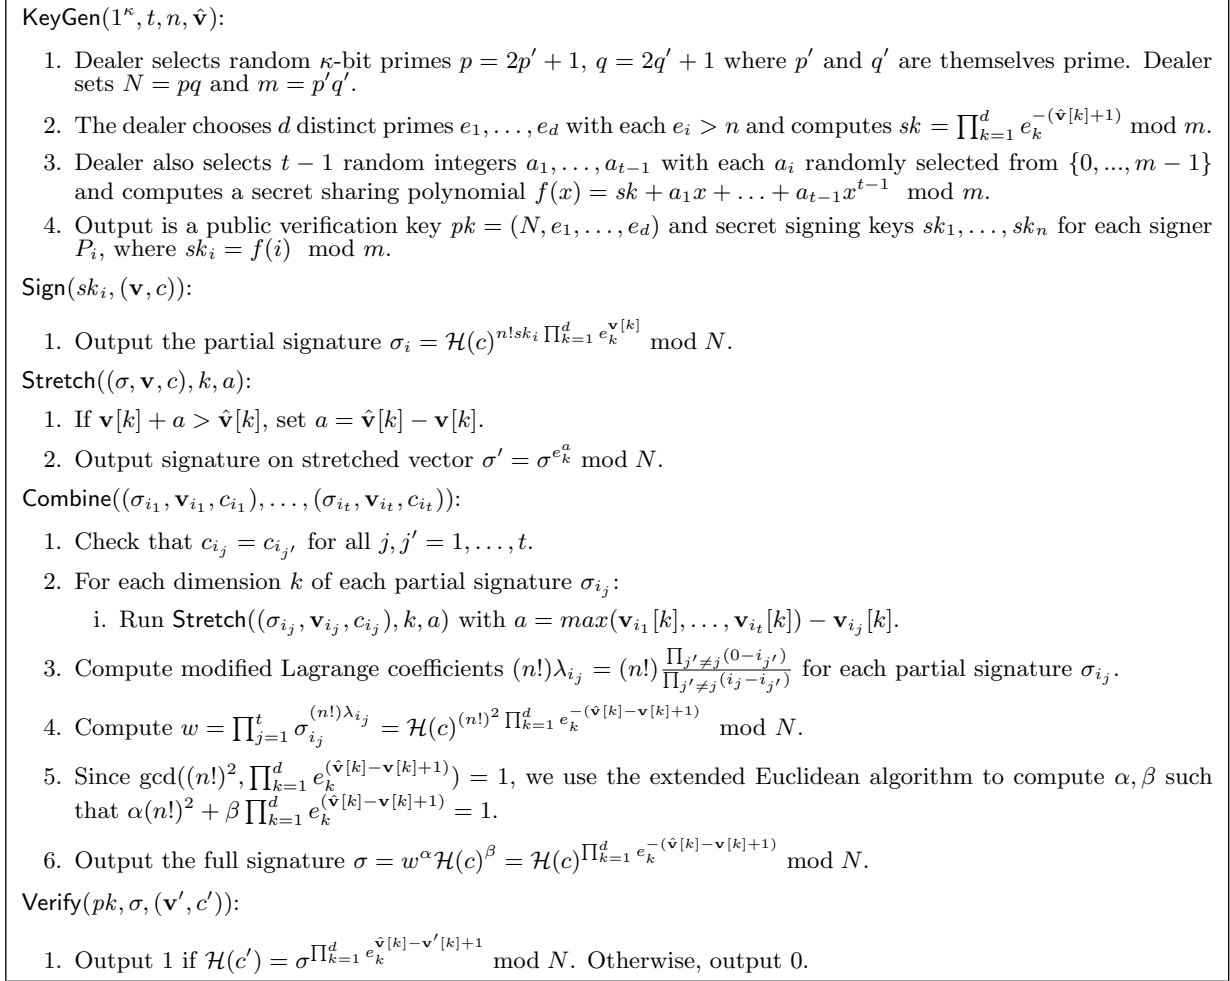 KeyGen(1^κ, t, n, v̂):
1. Dealer selects random κ-bit primes p = 2p′ + 1, q = 2q′ + 1 where p′ and q′ are themselves prime. Dealer
sets N = pq and m = p′q′.
2. The dealer chooses d distinct primes e_1, . . . , e_d with each e_i > n and computes sk = ∏_{k=1}^{d} e_k^{−(v̂[k]+1)} mod m.
3. Dealer also selects t − 1 random integers a_1, . . . , a_{t−1} with each a_i randomly selected from {0, ..., m − 1}
and computes a secret sharing polynomial f(x) = sk + a_1x + . . . + a_{t−1}x^{t−1} mod m.
4. Output is a public verification key pk = (N, e_1, . . . , e_d) and secret signing keys sk_1, . . . , sk_n for each signer
P_i, where sk_i = f(i) mod m.
Sign(sk_i, (v, c)):
1. Output the partial signature σ_i = H(c)^{n!sk_i ∏_{k=1}^{d} e_k^{v[k]}} mod N.
Stretch((σ, v, c), k, a):
1. If v[k] + a > v̂[k], set a = v̂[k] − v[k].
2. Output signature on stretched vector σ′ = σ^{e_k^a} mod N.
Combine((σ_{i_1}, v_{i_1}, c_{i_1}), . . . , (σ_{i_t}, v_{i_t}, c_{i_t})):
1. Check that c_{i_j} = c_{i_{j′}} for all j, j′ = 1, . . . , t.
2. For each dimension k of each partial signature σ_{i_j}:
i. Run Stretch((σ_{i_j}, v_{i_j}, c_{i_j}), k, a) with a = max(v_{i_1}[k], . . . , v_{i_t}[k]) − v_{i_j}[k].
3. Compute modified Lagrange coefficients (n!)λ_{i_j} = (n!) ∏_{j′≠j}(0−i_{j′}) / ∏_{j′≠j}(i_j−i_{j′}) for each partial signature σ_{i_j}.
4. Compute w = ∏_{j=1}^{t} σ_{i_j}^{(n!)λ_{i_j}} = H(c)^{(n!)^2 ∏_{k=1}^{d} e_k^{−(v̂[k]−v[k]+1)}} mod N.
5. Since gcd((n!)^2, ∏_{k=1}^{d} e_k^{(v̂[k]−v[k]+1)}) = 1, we use the extended Euclidean algorithm to compute α, β such
that α(n!)^2 + β ∏_{k=1}^{d} e_k^{(v̂[k]−v[k]+1)} = 1.
6. Output the full signature σ = w^α H(c)^β = H(c)^{∏_{k=1}^{d} e_k^{−(v̂[k]−v[k]+1)}} mod N.
Verify(pk, σ, (v′, c′)):
1. Output 1 if H(c′) = σ^{∏_{k=1}^{d} e_k^{v̂[k]−v′[k]+1}} mod N. Otherwise, output 0.